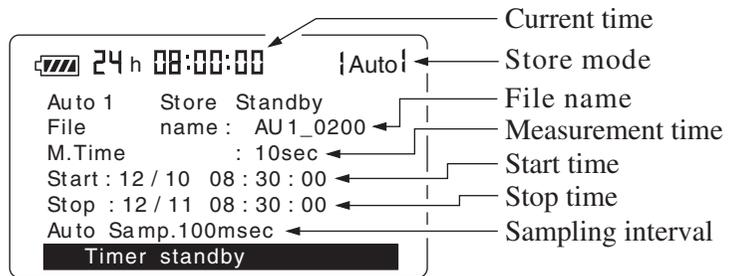 Current time
24 h 08:00:00 Auto
Store mode
Auto 1 Store Standby
File name
File name : AU1_0200
Measurement time
M.Time : 10sec
Start time
Start : 12 / 10 08 : 30 : 00
Stop time
Stop : 12 / 11 08 : 30 : 00
Sampling interval
Auto Samp.100msec
Timer standby